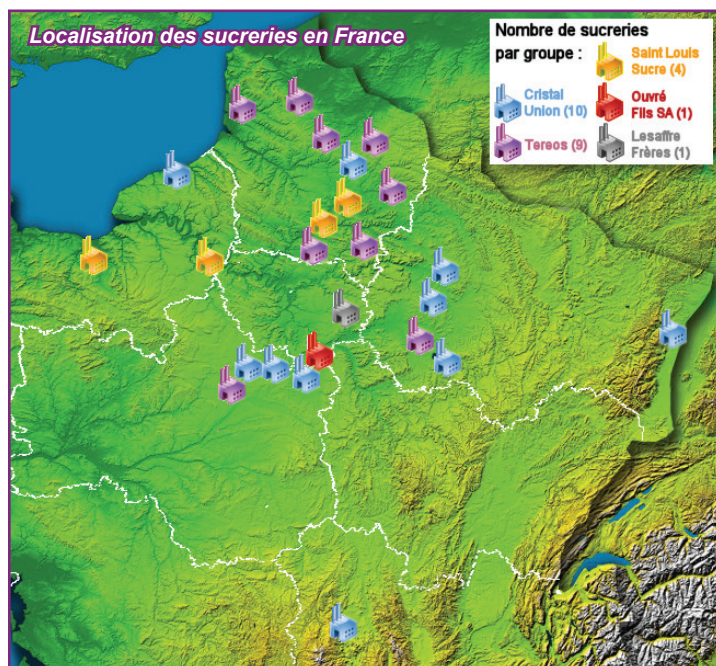 Localisation des sucreries en France
Nombre de sucreries
par groupe :
Saint Louis
Sucre (4)
Cristal
Union (10)
Ouvré
Fils SA (1)
Tereos (9)
Lesaffre
Frères (1)